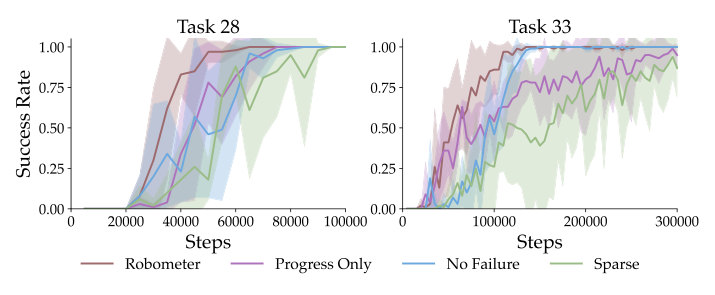 Task 28
Task 33
Success Rate
1.00
0.75
0.50
0.25
0.00
0 20000 40000 60000 80000 100000
Steps
1.00
0.75
0.50
0.25
0.00
0 100000 200000 300000
Steps
Robometer Progress Only No Failure Sparse